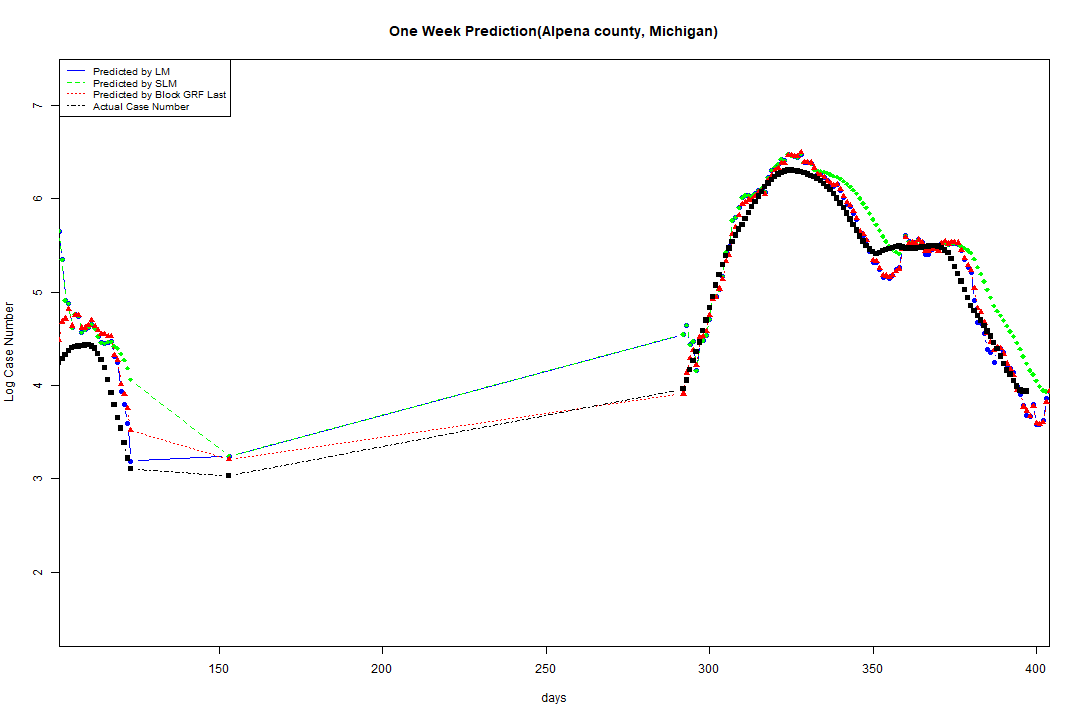 One Week Prediction(Alpena county, Michigan)
Predicted by LM
Predicted by SLM
Predicted by Block GRF Last
Actual Case Number
7
6
5
4
3
2
Log Case Number
150 200 250 300 350 400
days